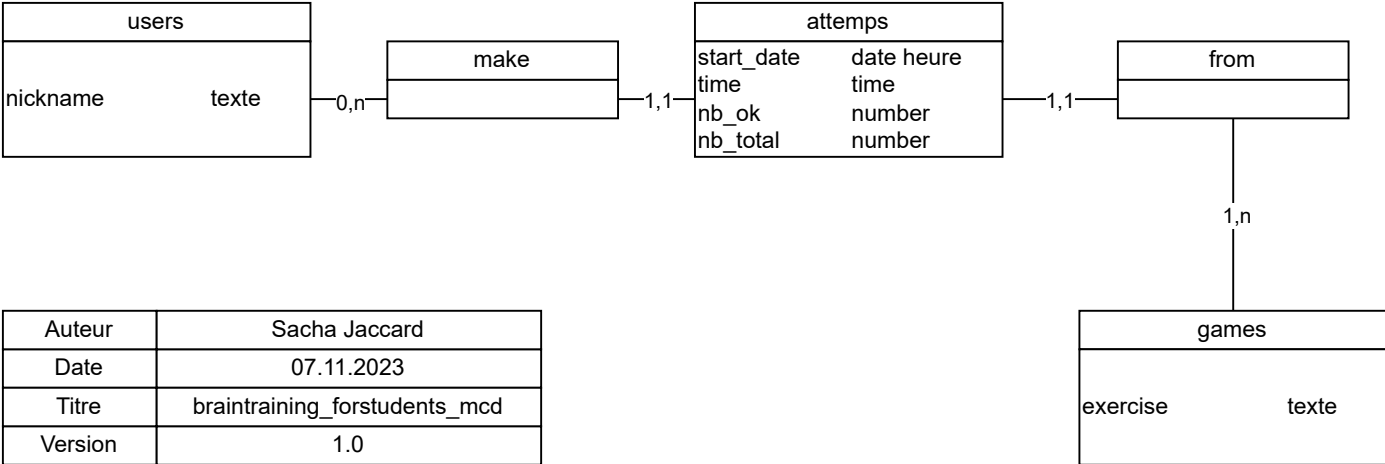 users
nickname texte
0,n
make
1,1
attemps
start_date date heure
time time
nb_ok number
nb_total number
1,1
from
1,n
games
exercise texte
Auteur Sacha Jaccard
Date 07.11.2023
Titre braintraining_forstudents_mcd
Version 1.0